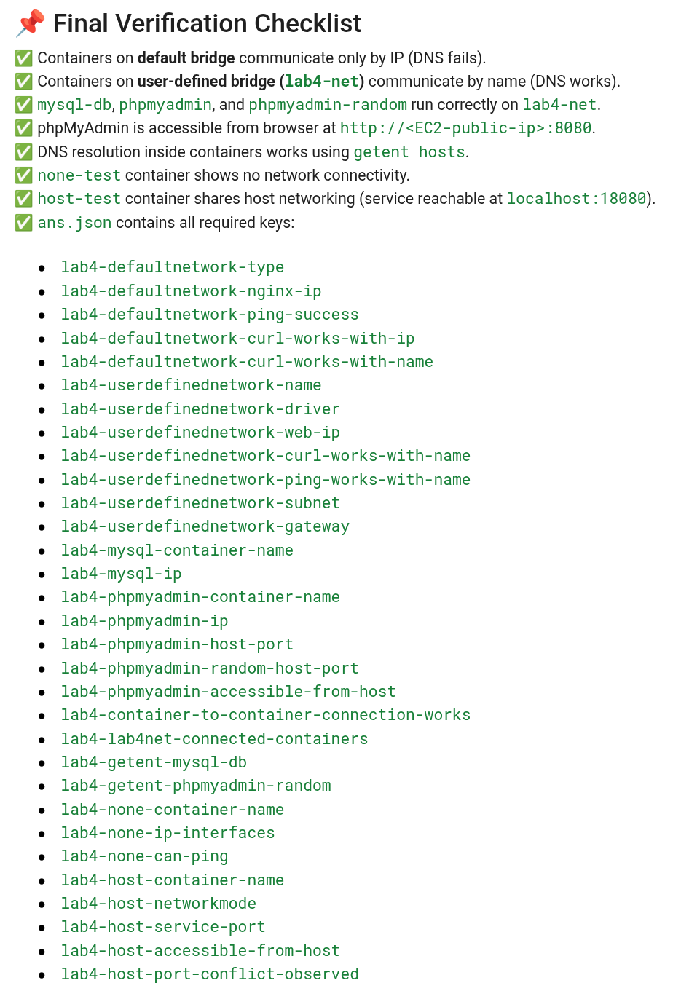 📌 Final Verification Checklist
✅ Containers on default bridge communicate only by IP (DNS fails).
✅ Containers on user-defined bridge (lab4-net) communicate by name (DNS works).
✅ mysql-db, phpmyadmin, and phpmyadmin-random run correctly on lab4-net.
✅ phpMyAdmin is accessible from browser at http://<EC2-public-ip>:8080.
✅ DNS resolution inside containers works using getent hosts.
✅ none-test container shows no network connectivity.
✅ host-test container shares host networking (service reachable at localhost:18080).
✅ ans.json contains all required keys:
● lab4-defaultnetwork-type
● lab4-defaultnetwork-nginx-ip
● lab4-defaultnetwork-ping-success
● lab4-defaultnetwork-curl-works-with-ip
● lab4-defaultnetwork-curl-works-with-name
● lab4-userdefinednetwork-name
● lab4-userdefinednetwork-driver
● lab4-userdefinednetwork-web-ip
● lab4-userdefinednetwork-curl-works-with-name
● lab4-userdefinednetwork-ping-works-with-name
● lab4-userdefinednetwork-subnet
● lab4-userdefinednetwork-gateway
● lab4-mysql-container-name
● lab4-mysql-ip
● lab4-phpmyadmin-container-name
● lab4-phpmyadmin-ip
● lab4-phpmyadmin-host-port
● lab4-phpmyadmin-random-host-port
● lab4-phpmyadmin-accessible-from-host
● lab4-container-to-container-connection-works
● lab4-lab4net-connected-containers
● lab4-getent-mysql-db
● lab4-getent-phpmyadmin-random
● lab4-none-container-name
● lab4-none-ip-interfaces
● lab4-none-can-ping
● lab4-host-container-name
● lab4-host-networkmode
● lab4-host-service-port
● lab4-host-accessible-from-host
● lab4-host-port-conflict-observed